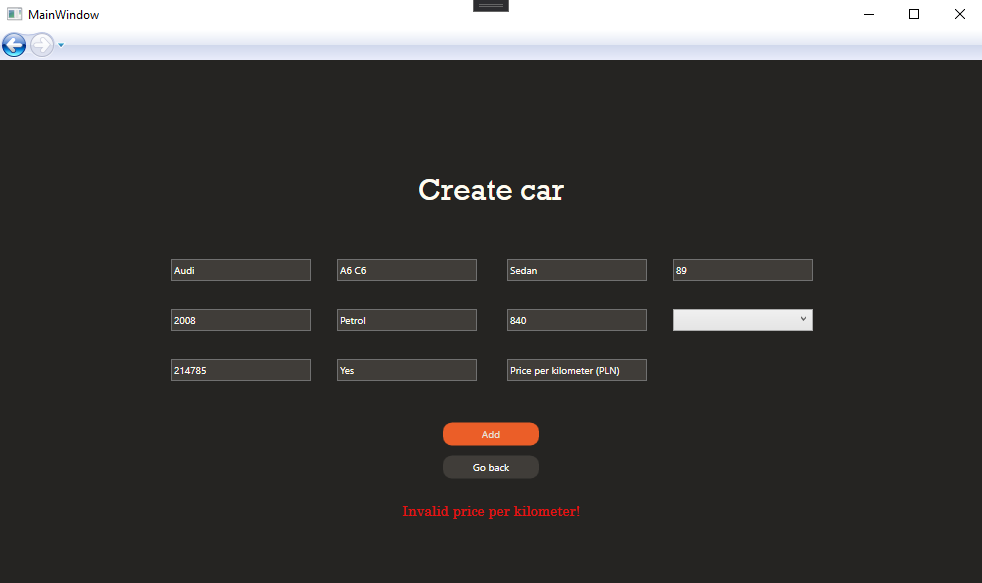 MainWindow
Create car
Audi
A6 C6
Sedan
89
2008
Petrol
840
214785
Yes
Price per kilometer (PLN)
Add
Go back
Invalid price per kilometer!